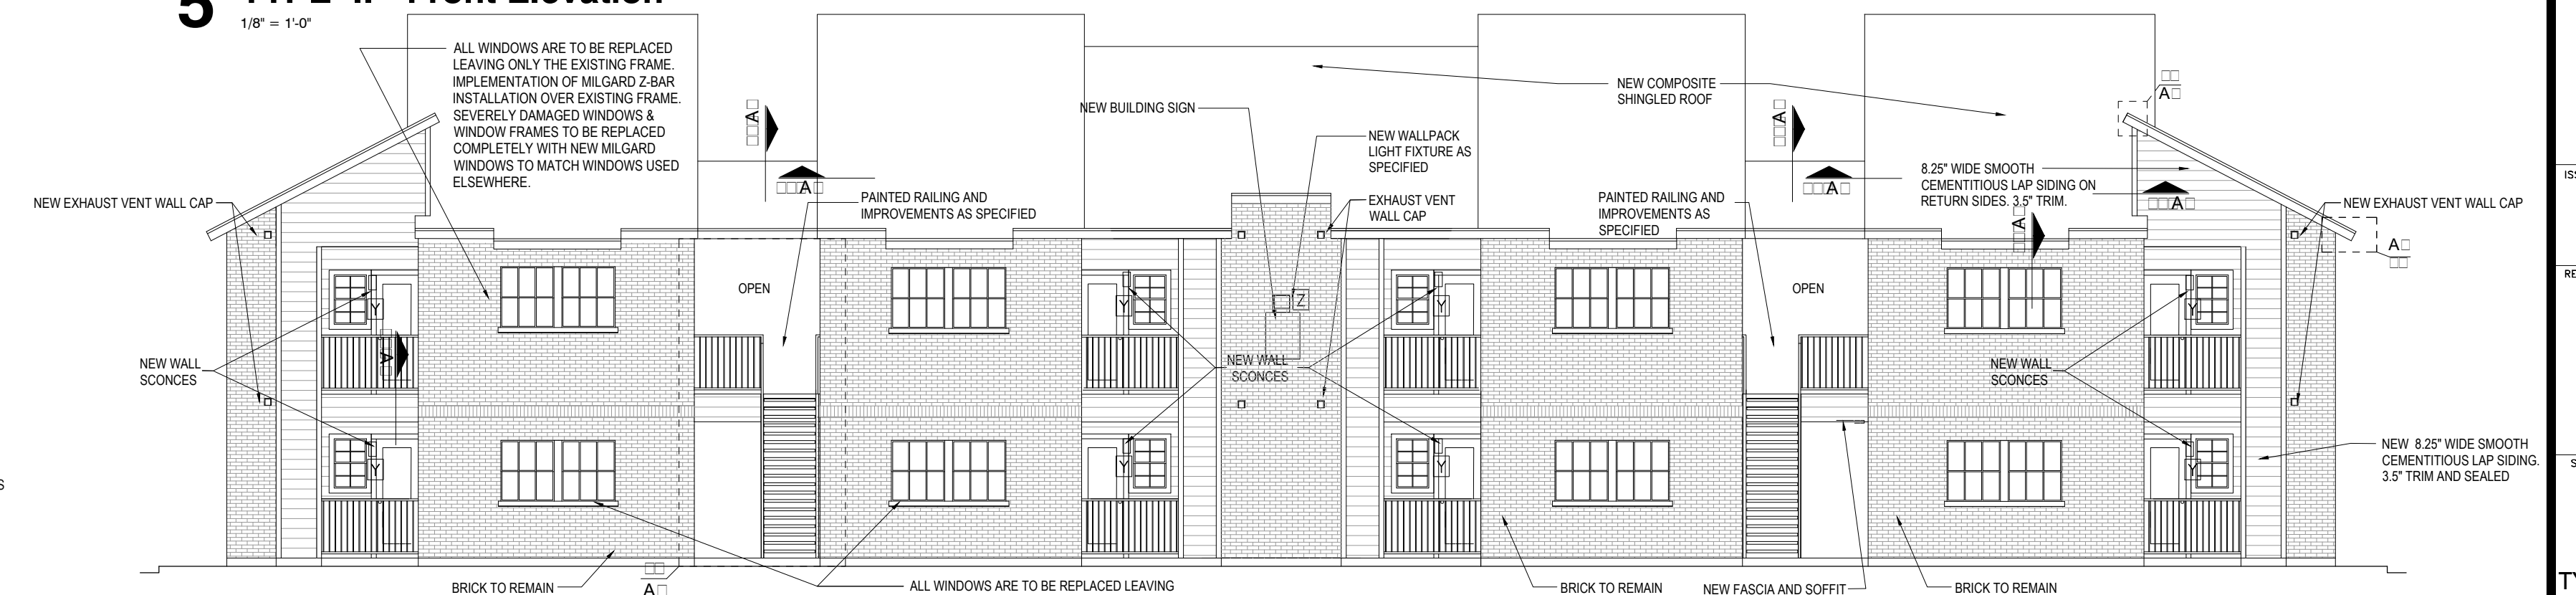 5
1/8" = 1'-0"
ALL WINDOWS ARE TO BE REPLACED
LEAVING ONLY THE EXISTING FRAME.
IMPLEMENTATION OF MILGARD Z-BAR
INSTALLATION OVER EXISTING FRAME.
SEVERELY DAMAGED WINDOWS &
WINDOW FRAMES TO BE REPLACED
COMPLETELY WITH NEW MILGARD
WINDOWS TO MATCH WINDOWS USED
ELSEWHERE.
NEW BUILDING SIGN
NEW WALLPACK
LIGHT FIXTURE AS
SPECIFIED
NEW COMPOSITE
SHINGLED ROOF
A
A
A
A
A
8.25" WIDE SMOOTH
CEMENTITIOUS LAP SIDING ON
RETURN SIDES. 3.5" TRIM.
A
A
NEW EXHAUST VENT WALL CAP
PAINTED RAILING AND
IMPROVEMENTS AS SPECIFIED
EXHAUST VENT
WALL CAP
PAINTED RAILING AND
IMPROVEMENTS AS
SPECIFIED
NEW EXHAUST VENT WALL CAP
A
OPEN
OPEN
Y
Y
Z
Y
Y
A
NEW WALL
SCONCES
NEW WALL
SCONCES
NEW WALL
SCONCES
Y
Y
Y
Y
NEW 8.25" WIDE SMOOTH
CEMENTITIOUS LAP SIDING.
3.5" TRIM AND SEALED
BRICK TO REMAIN
A
ALL WINDOWS ARE TO BE REPLACED LEAVING
BRICK TO REMAIN
NEW FASCIA AND SOFFIT
BRICK TO REMAIN